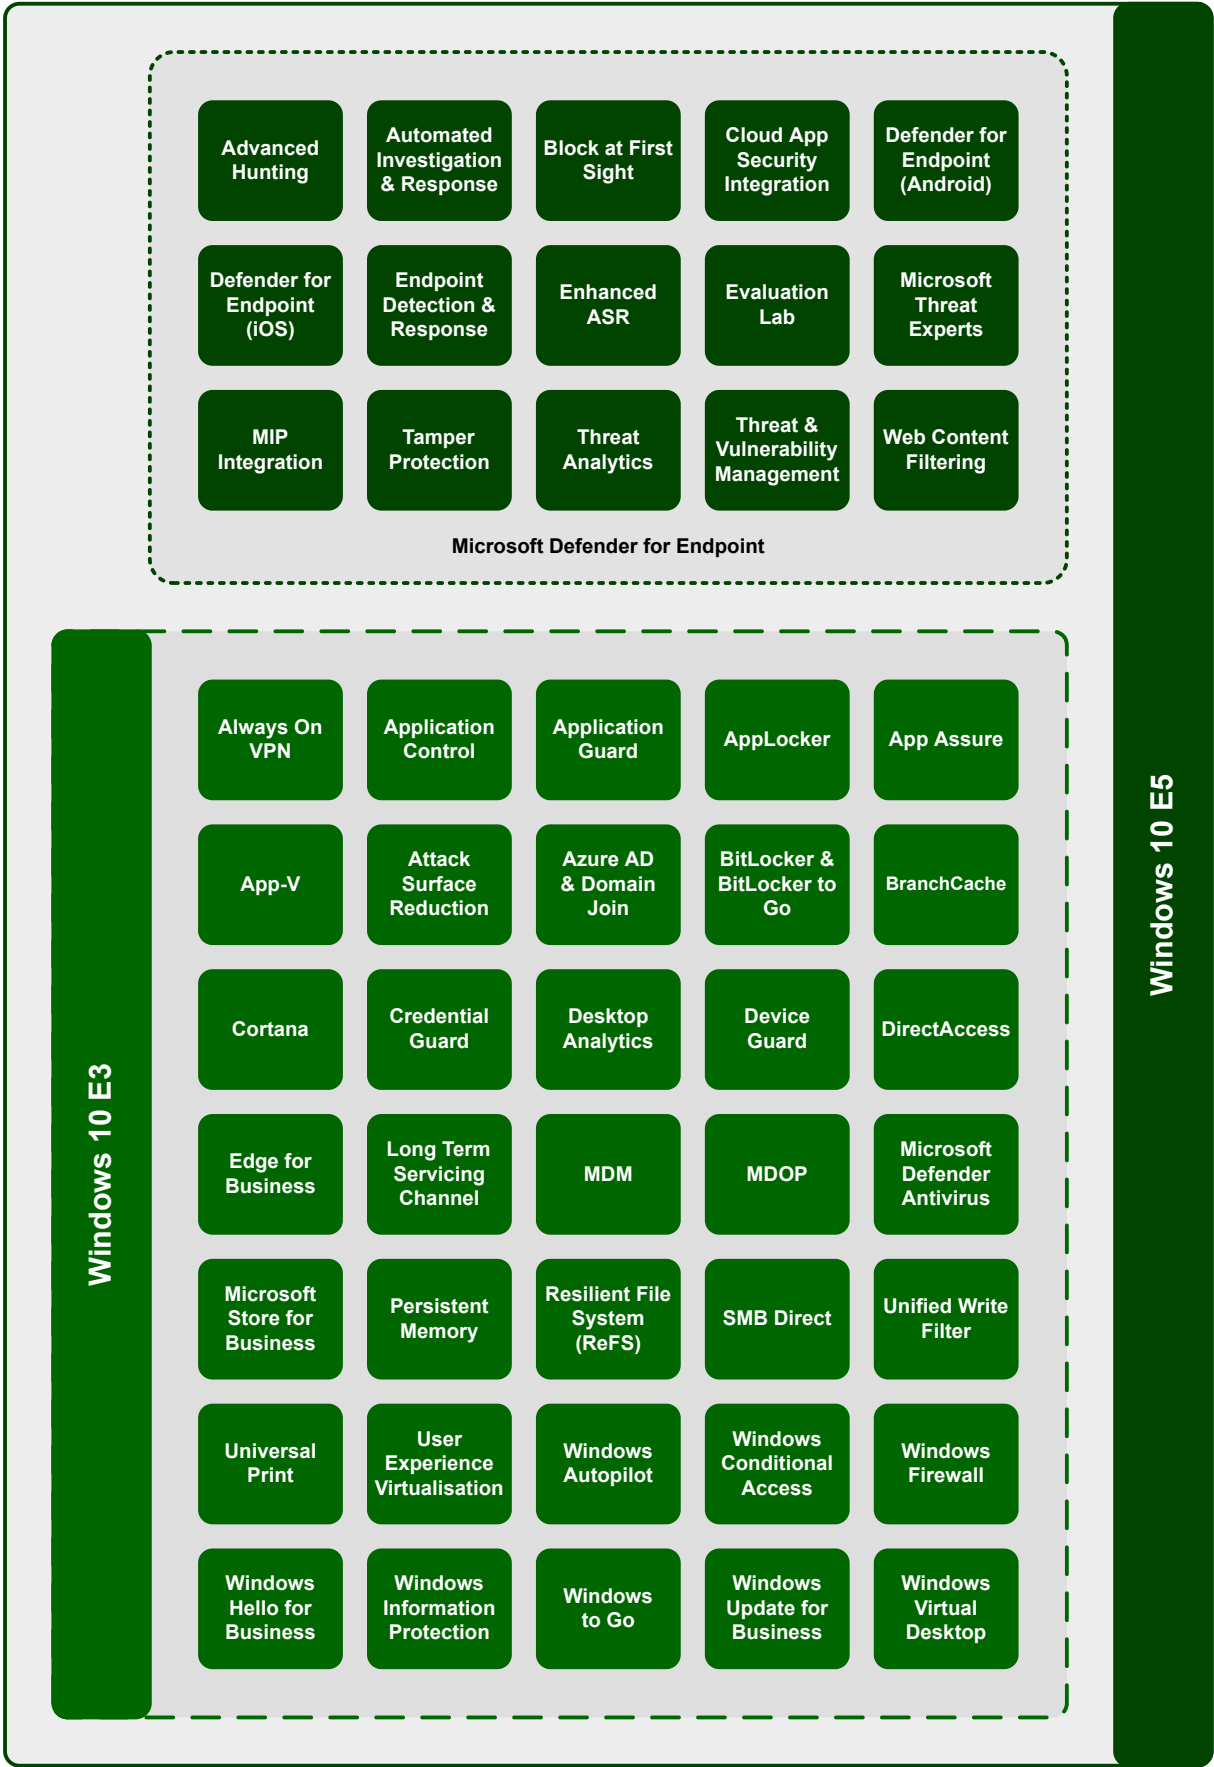 Advanced
Hunting
Automated
Investigation
& Response
Block at First
Sight
Cloud App
Security
Integration
Defender for
Endpoint
(Android)
Defender for
Endpoint
(iOS)
Endpoint
Detection &
Response
Enhanced
ASR
Evaluation
Lab
Microsoft
Threat
Experts
MIP
Integration
Tamper
Protection
Threat
Analytics
Threat &
Vulnerability
Management
Web Content
Filtering
Microsoft Defender for Endpoint
Windows 10 E5
Windows 10 E3
Always On
VPN
Application
Control
Application
Guard
AppLocker
App Assure
App-V
Attack
Surface
Reduction
Azure AD
& Domain
Join
BitLocker &
BitLocker to
Go
BranchCache
Cortana
Credential
Guard
Desktop
Analytics
Device
Guard
DirectAccess
Edge for
Business
Long Term
Servicing
Channel
MDM
MDOP
Microsoft
Defender
Antivirus
Microsoft
Store for
Business
Persistent
Memory
Resilient File
System
(ReFS)
SMB Direct
Unified Write
Filter
Universal
Print
User
Experience
Virtualisation
Windows
Autopilot
Windows
Conditional
Access
Windows
Firewall
Windows
Hello for
Business
Windows
Information
Protection
Windows
to Go
Windows
Update for
Business
Windows
Virtual
Desktop